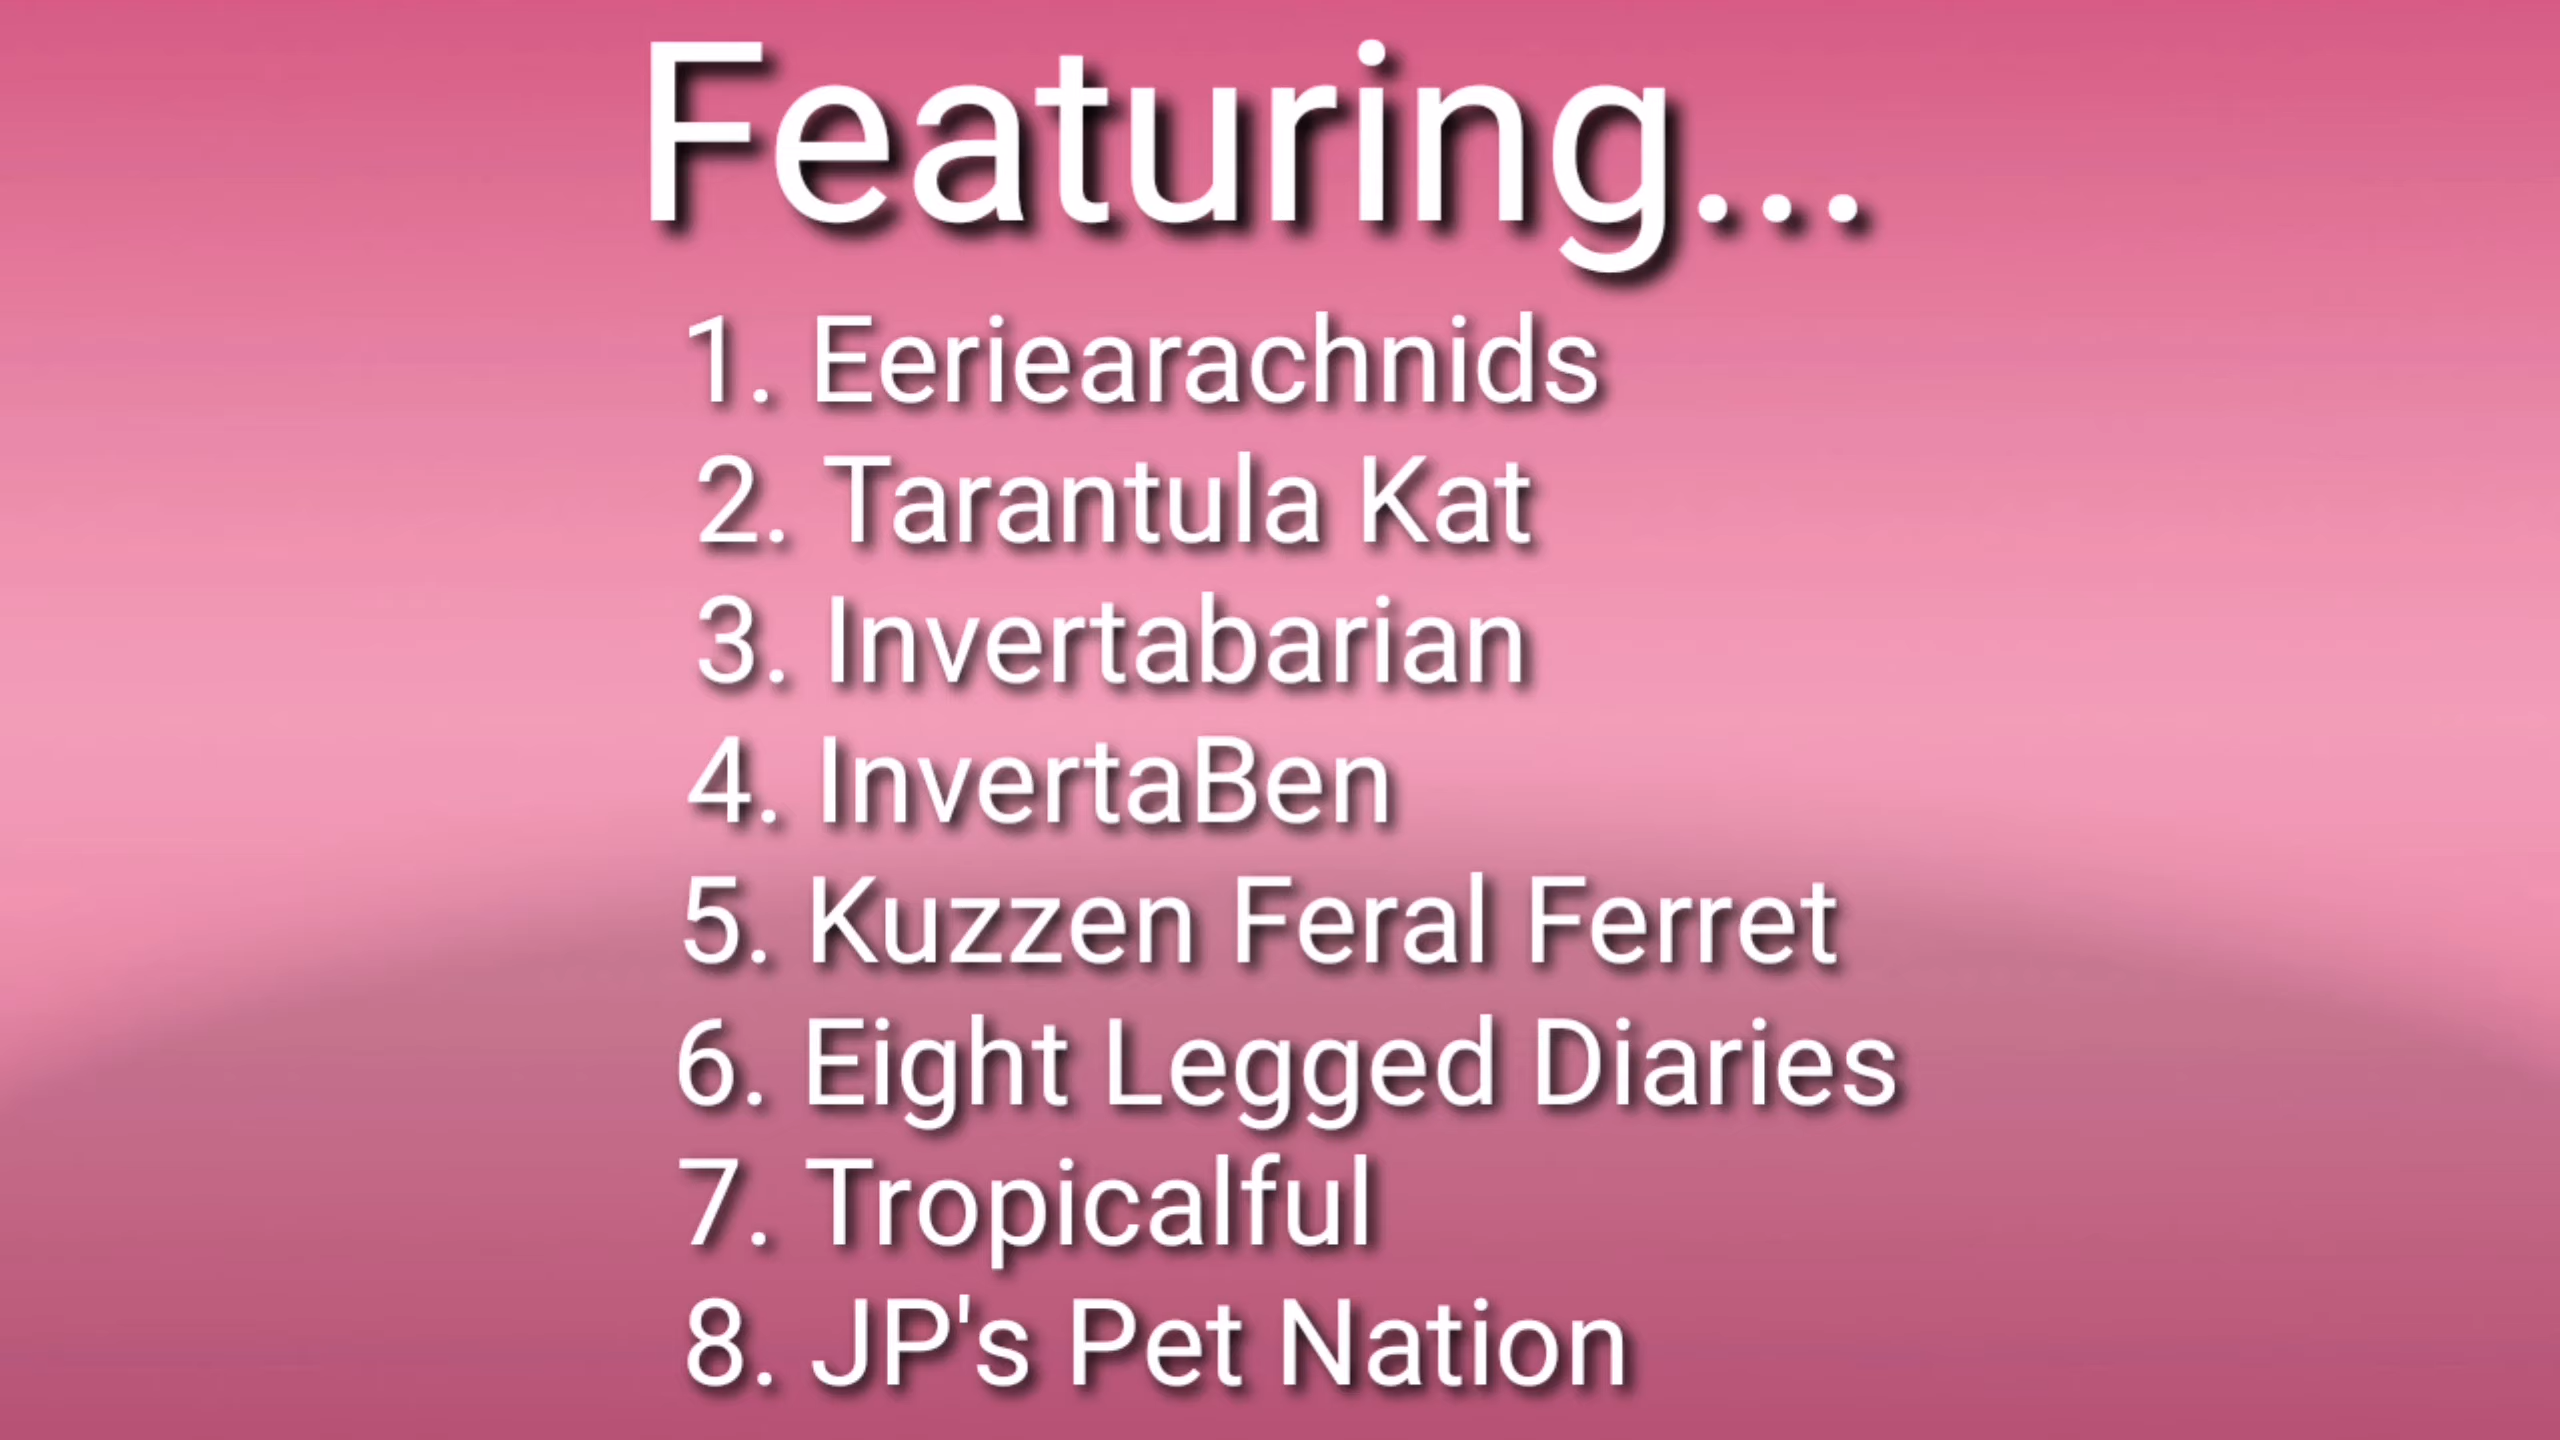 Featuring...
1. Eeriearachnids
2. Tarantula Kat
3. Invertabarian
4. InvertaBen
5. Kuzzen Feral Ferret
6. Eight Legged Diaries
7. Tropicalful
8. JP's Pet Nation